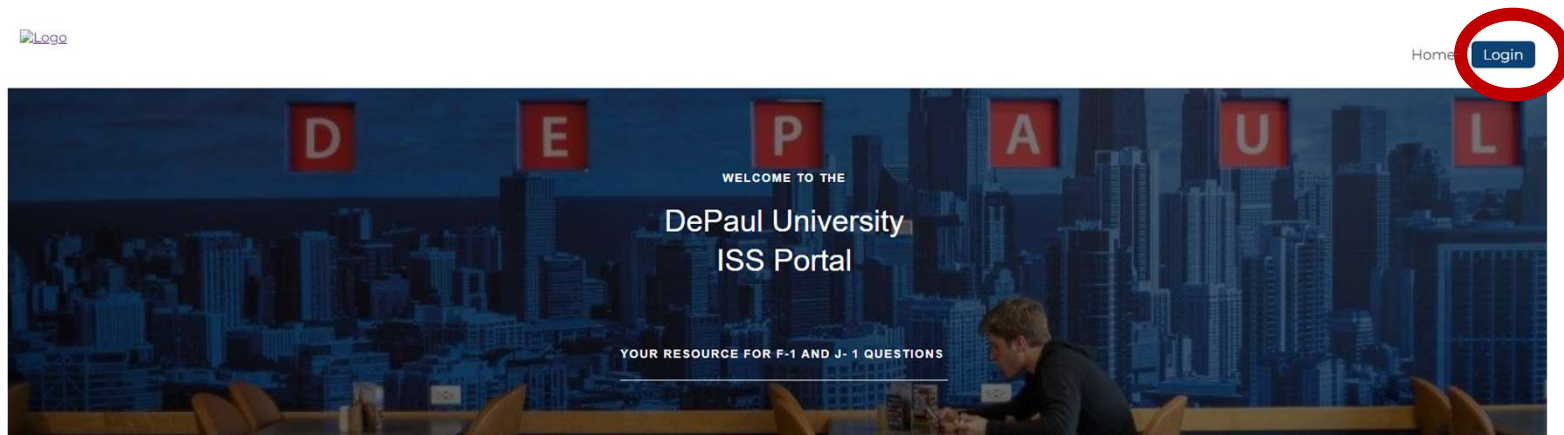 Logo
Home Login
D E P A U L
WELCOME TO THE
DePaul University
ISS Portal
YOUR RESOURCE FOR F-1 AND J- 1 QUESTIONS